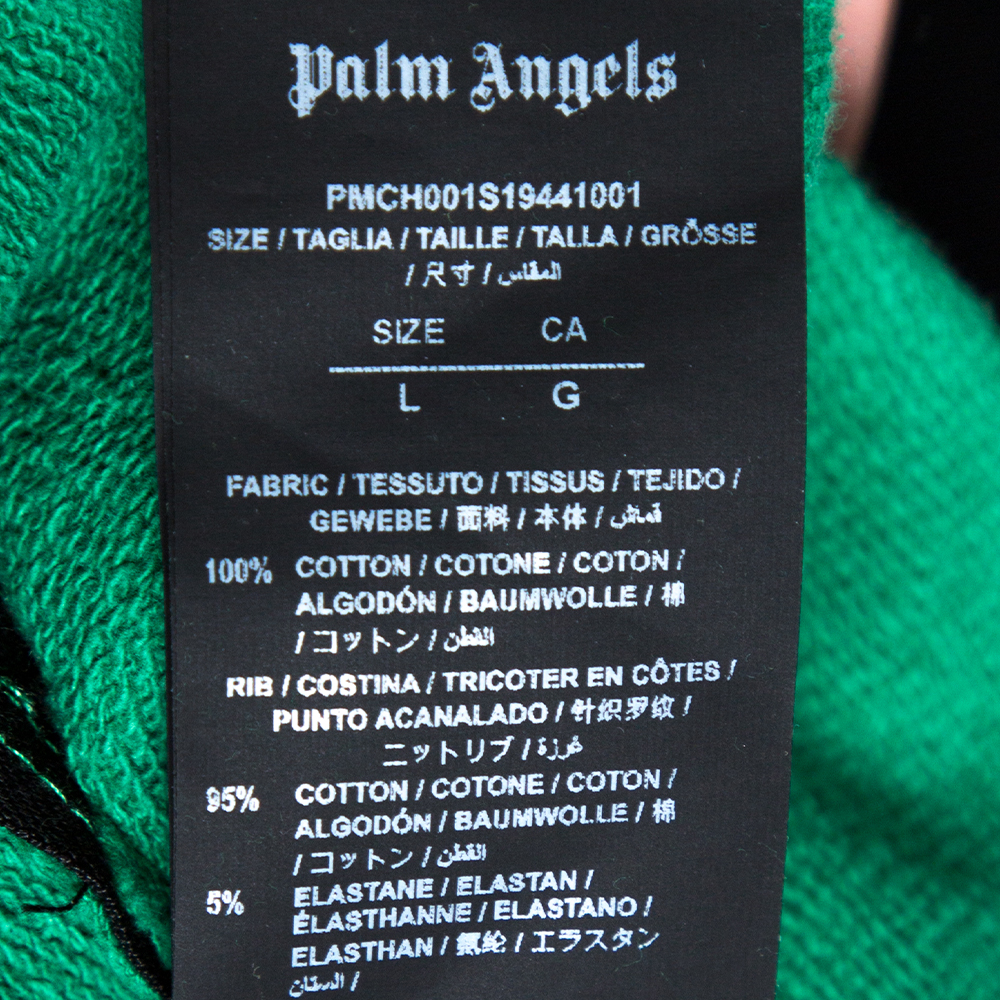 Palm Angels
PMCH001S19441001
SIZE / TAGLIA / TAILLE / TALLA / GRÖSSE
/ 尺寸 / المقاس
SIZE CA
L G
FABRIC / TESSUTO / TISSUS / TEJIDO /
GEWEBE / 面料 / 本体 / قماش
100% COTTON / COTONE / COTON /
ALGODÓN / BAUMWOLLE / 棉
/ コットン / القطن
RIB / COSTINA / TRICOTER EN CÔTES /
PUNTO ACANALADO / 针织罗纹 /
ニットリブ / غرزة
95% COTTON / COTONE / COTON /
ALGODÓN / BAUMWOLLE / 棉
/ コットン / القطن
5% ELASTANE / ELASTAN /
ÉLASTHANNE / ELASTANO /
ELASTHAN / 氨纶 / エラスタン
/